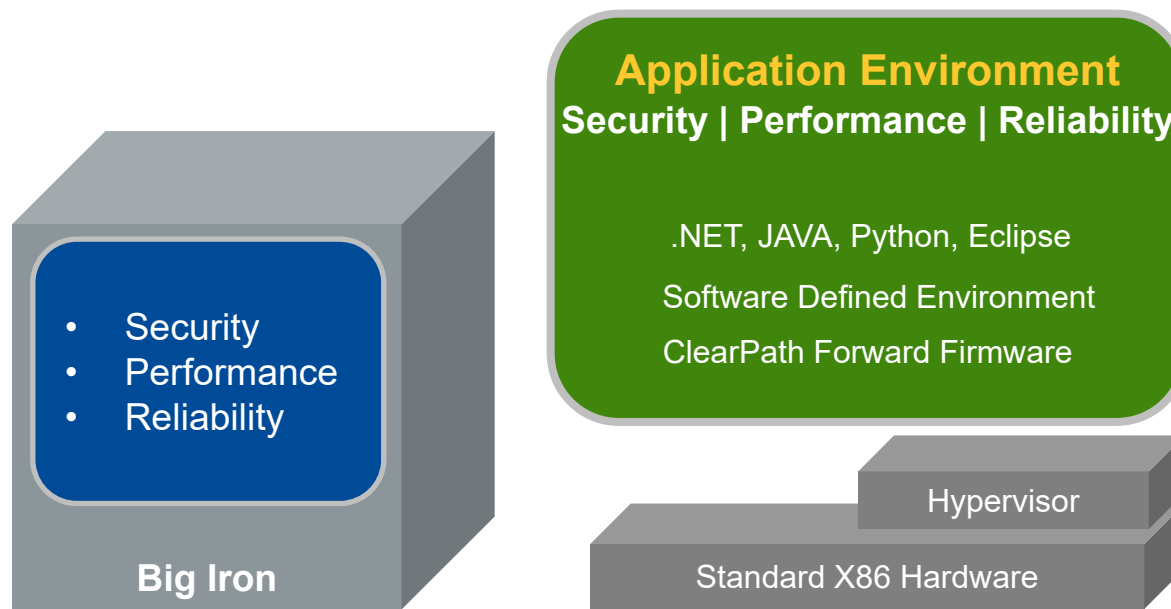 • Security
• Performance
• Reliability
Big Iron
Application Environment
Security | Performance | Reliability
.NET, JAVA, Python, Eclipse
Software Defined Environment
ClearPath Forward Firmware
Hypervisor
Standard X86 Hardware